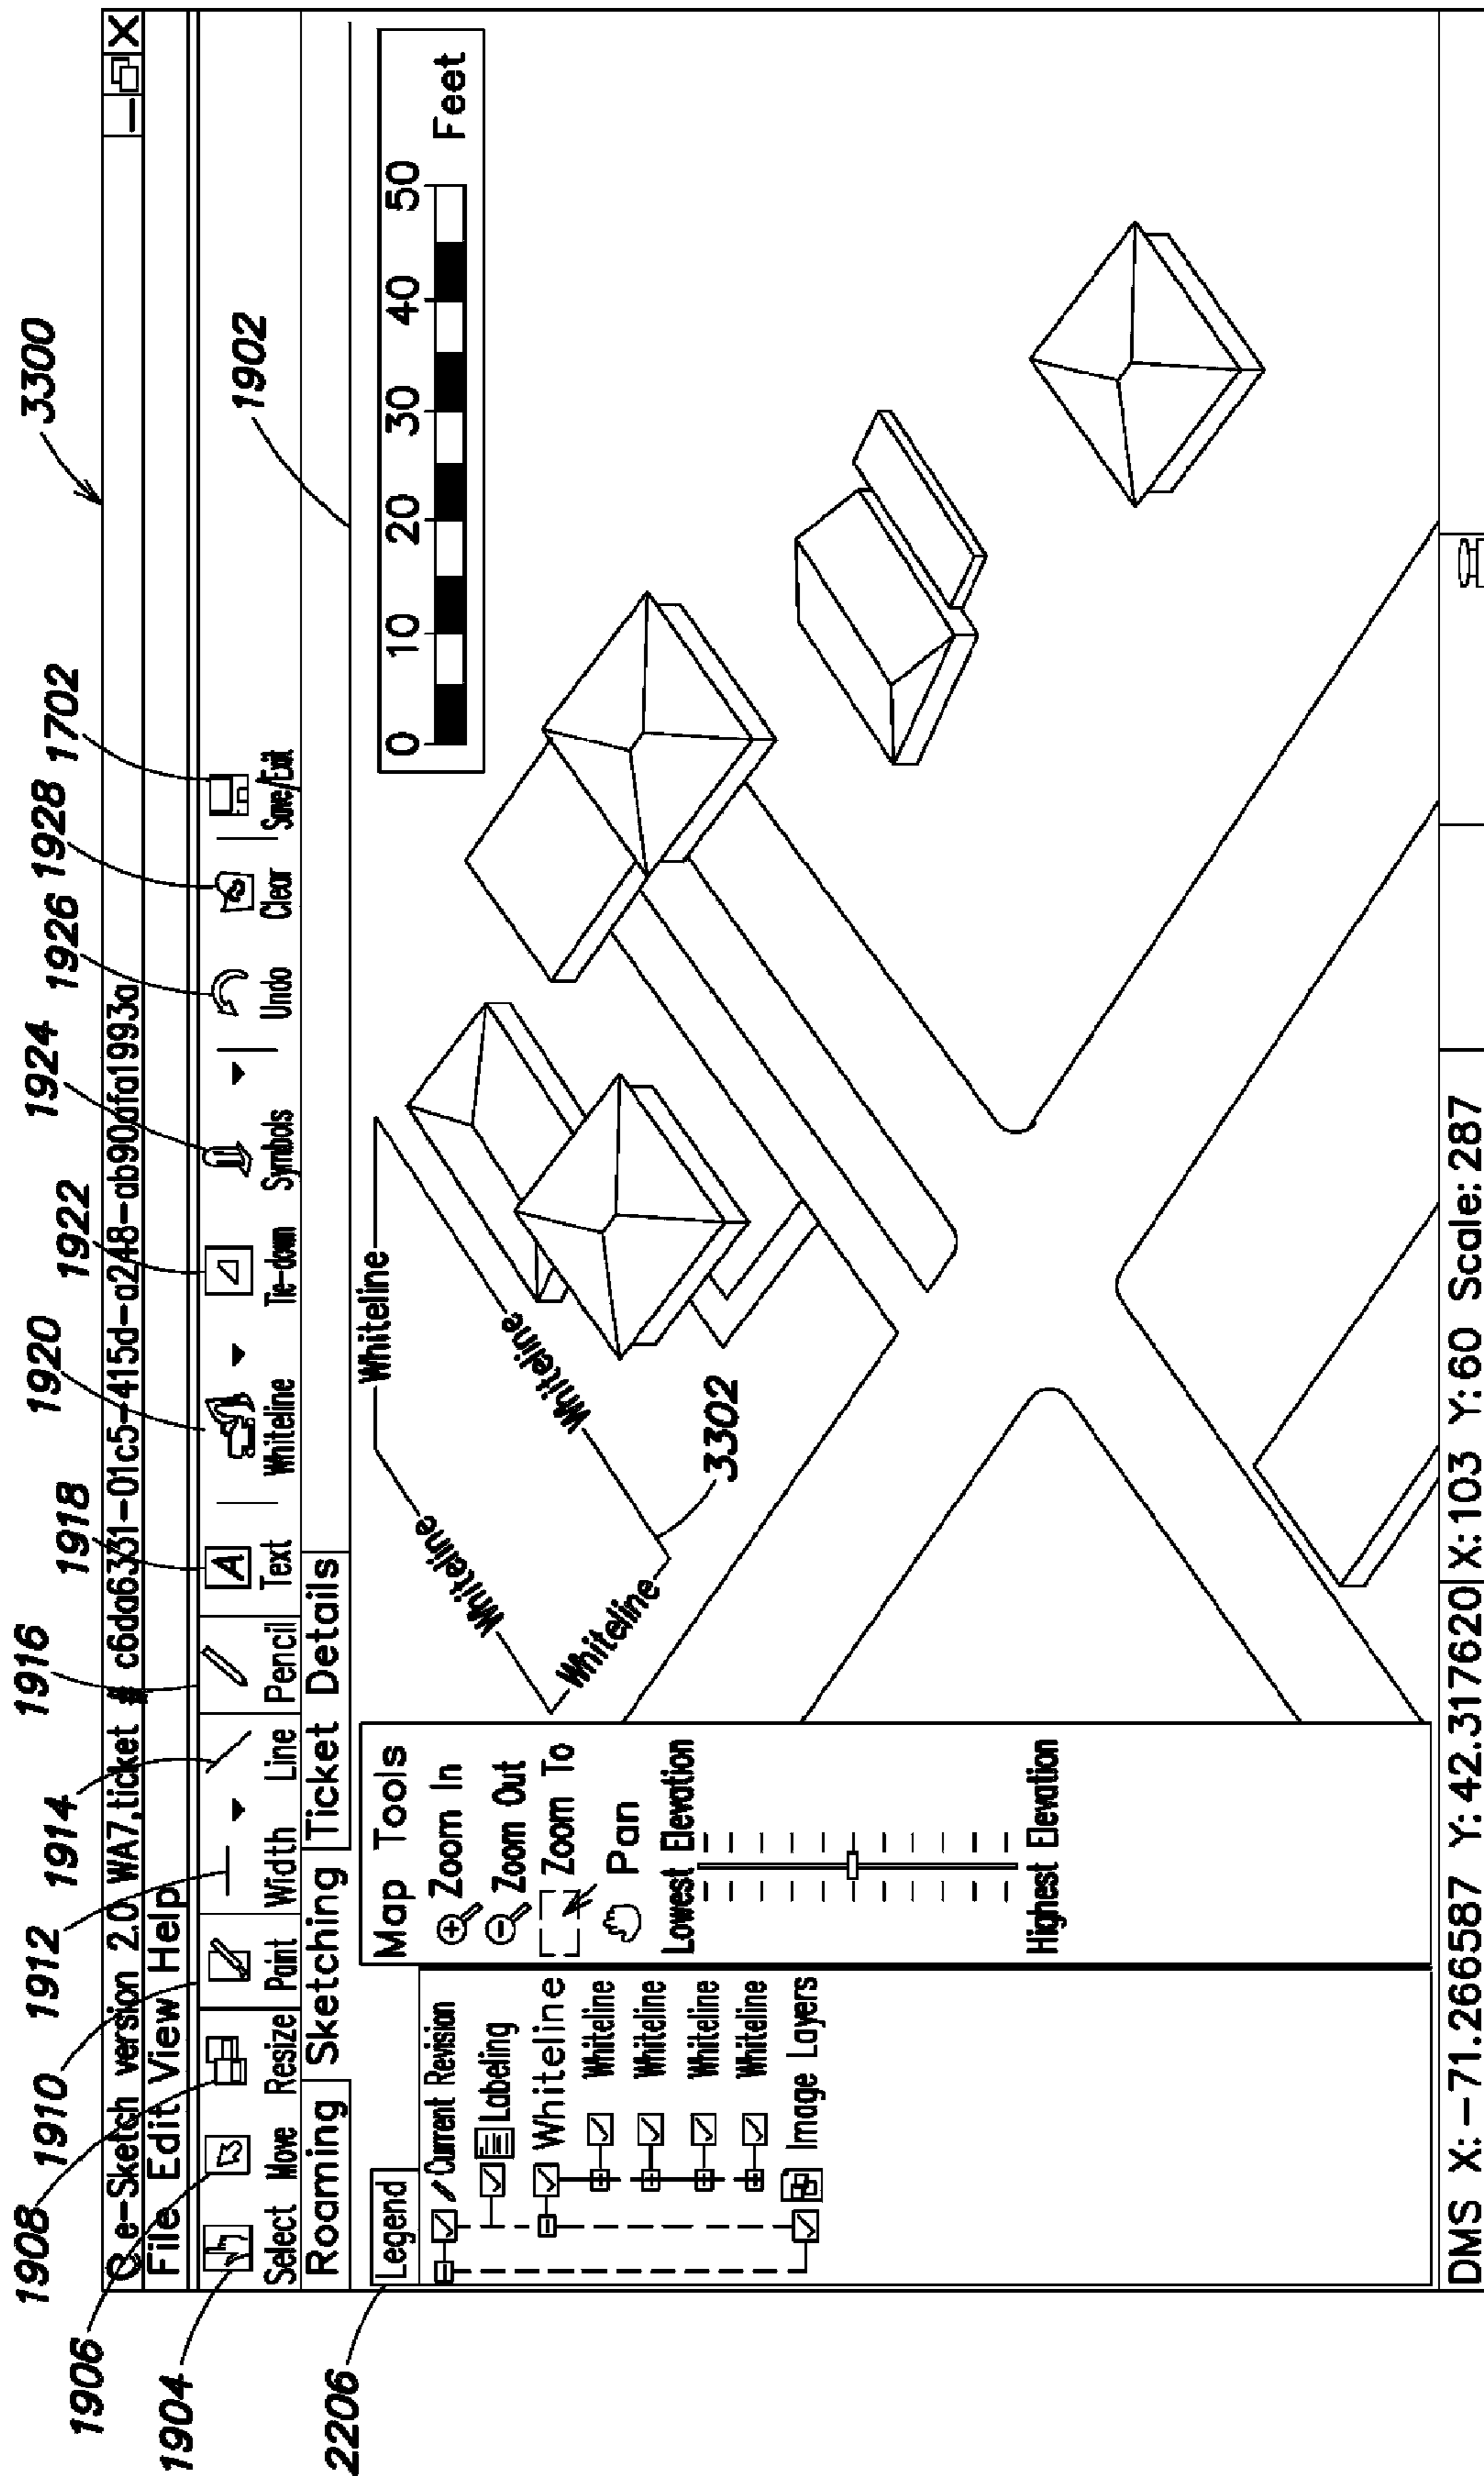 3300
1908
1910
1912
1914
1916
1918
1920
1922
1924
1926
1928
1702
1906
1904
1902
2206
e-Sketch version 2.0 WA7,ticket # c6da6331-01c5-415d-a248-ab90dfa1993a
File Edit View Help
Select Move Resize Paint Width Line Pencil Text Whiteline Tie-down Symbols Undo Clear Save/Exit
Roaming Sketching Ticket Details
Legend
Current Revision
Labeling
Whiteline
Whiteline
Whiteline
Whiteline
Whiteline
Image Layers
Map Tools
Zoom In
Zoom Out
Zoom To
Pan
Lowest Elevation
Highest Elevation
Whiteline
Whiteline
Whiteline
Whiteline
3302
0 10 20 30 40 50
Feet
DMS X:-71.266587 Y:42.317620 X:103 Y:60 Scale:287